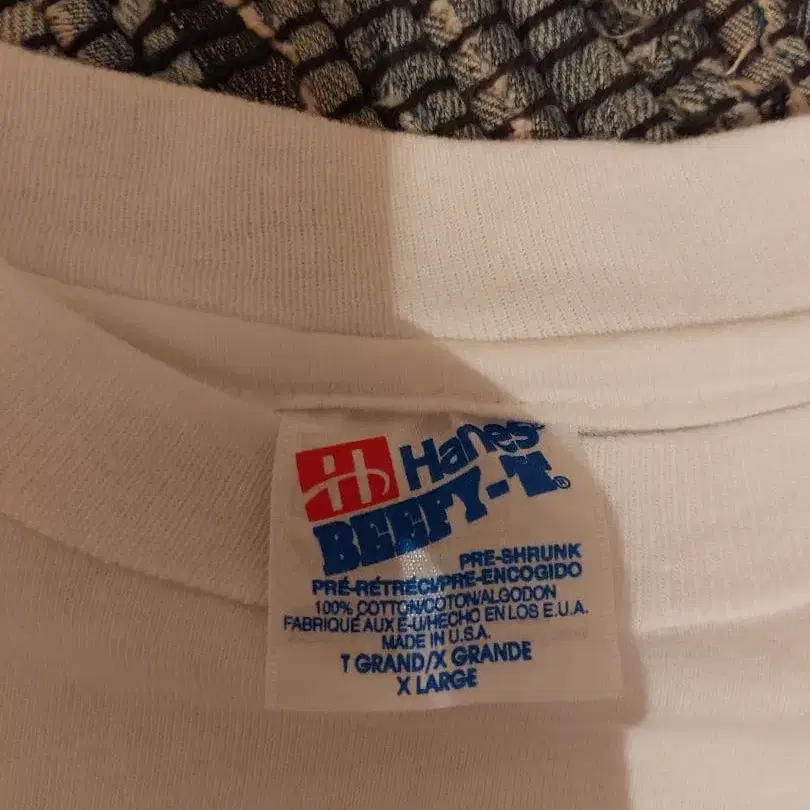 Hanes
BEEFY-T®
PRE-SHRUNK
PRÉ-RÉTRÉCI/PRE-ENCOGIDO
100% COTTON/COTON/ALGODON
FABRIQUÉ AUX E-U/HECHO EN LOS E.U.A.
MADE IN U.S.A.
T GRAND/X GRANDE
X LARGE